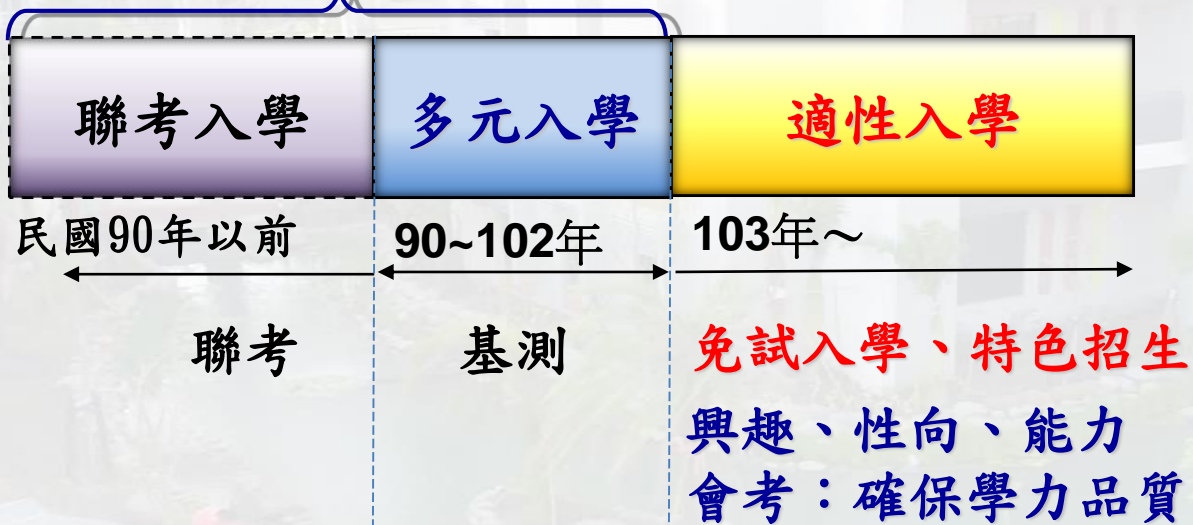 聯考入學 多元入學 適性入學
民國90年以前 90~102年 103年～
聯考 基測 免試入學、特色招生
興趣、性向、能力
會考：確保學力品質